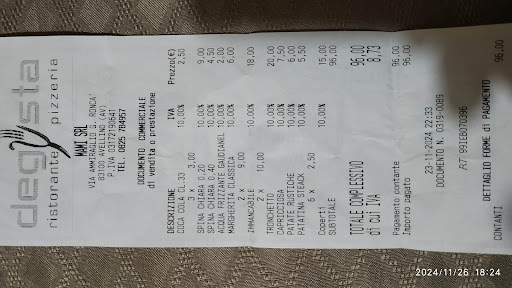 degusta
ristorante pizzeria
MAMI SRL
VIA AMMIRAGLIO G. RONCA'
83100 AVELLINO (AV)
TEL. 0825 784957
DOCUMENTO COMMERCIALE
di vendita o prestazione
DESCRIZIONE IVA Prezzo(€)
COCA COLA CL 33 10,00% 2,50
3 x 3,00
SPINA CHIARA 0,20 10,00% 9,00
SPINA CHIARA 0,40 10,00% 4,50
ACQUA FRIZZANTE GAUDIANEL 10,00% 2,00
MARGHERITA CLASSICA 10,00% 6,00
2 x 9,00
IMMANCABILE 10,00% 18,00
2 x 10,00
TRONCHETTO 10,00% 20,00
CAPRICCIOSA 10,00% 7,50
PATATE RUSTICHE 10,00% 6,00
PATATINA STEACK 10,00% 5,50
6 x 2,50
Coperti 10,00% 15,00
SUBTOTALE 96,00
TOTALE COMPLESSIVO 96,00
di cui IVA 8,73
Pagamento contante 96,00
Importo pagato 96,00
23-11-2024 22:33
DOCUMENTO N. 0319-0089
RT 99IEB070396
DETTAGLIO FORME di PAGAMENTO
CONTANTI 96,00
2024/11/26 18:24